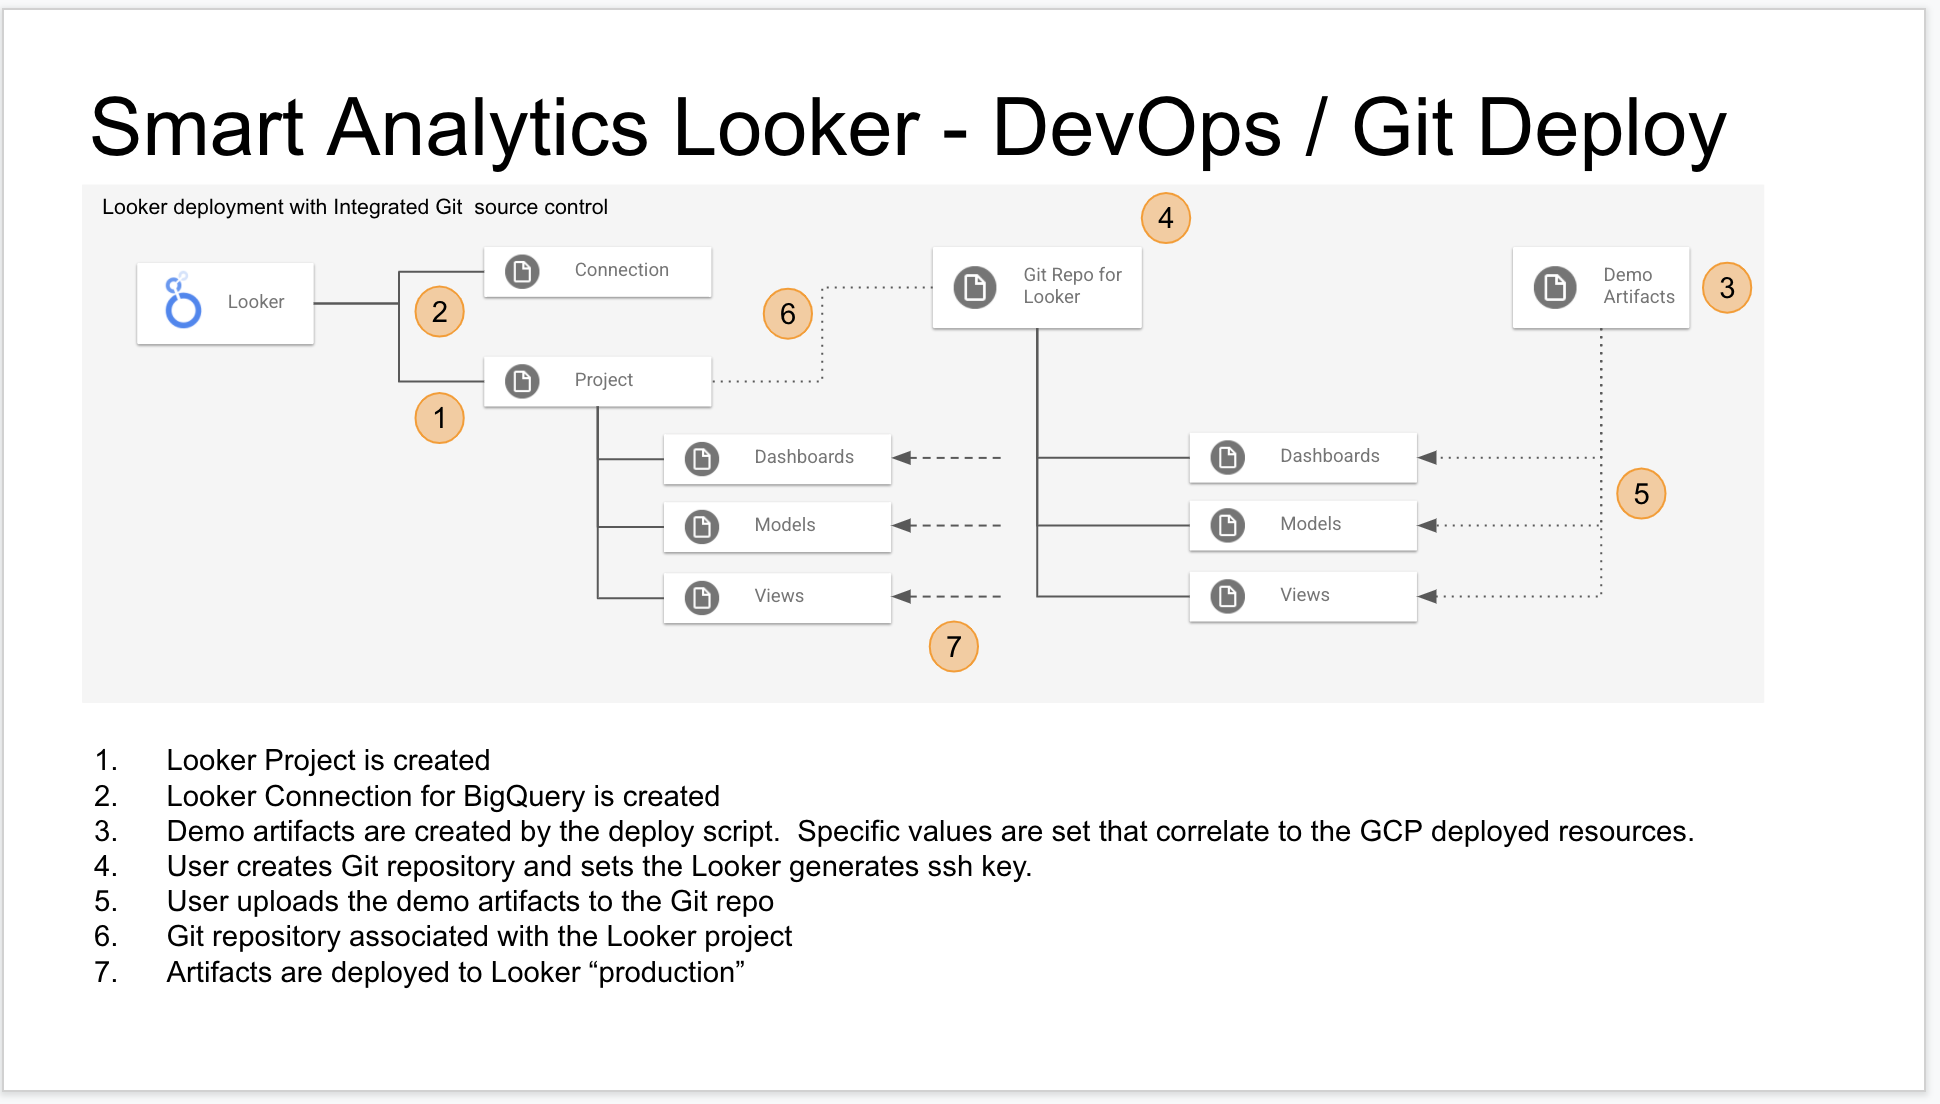 Smart Analytics Looker - DevOps / Git Deploy
Looker deployment with Integrated Git  source control
4
Looker
Connection
Git Repo for
Looker
Demo
Artifacts
3
2
6
Project
1
Dashboards
Dashboards
5
Models
Models
Views
Views
7
1. Looker Project is created
2. Looker Connection for BigQuery is created
3. Demo artifacts are created by the deploy script.  Specific values are set that correlate to the GCP deployed resources.
4. User creates Git repository and sets the Looker generates ssh key.
5. User uploads the demo artifacts to the Git repo
6. Git repository associated with the Looker project
7. Artifacts are deployed to Looker “production”